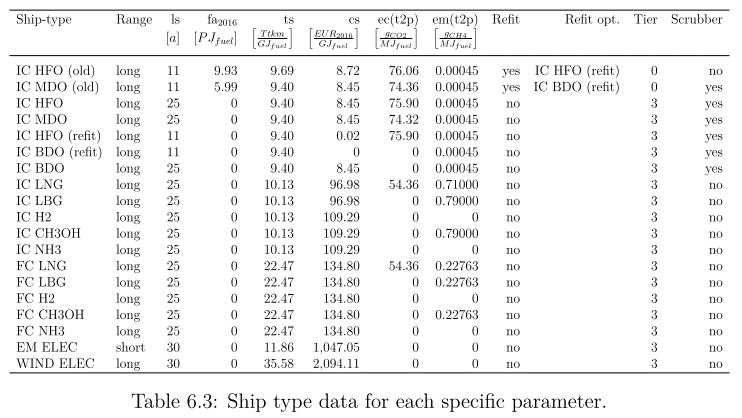 Ship-type Range ls fa2016 ts cs ec(t2p) em(t2p) Refit Refit opt. Tier Scrubber
[a] [PJfuel] [Ttkm/GJfuel] [EUR2016/GJfuel] [gCO2/MJfuel] [gCH4/MJfuel]
IC HFO (old) long 11 9.93 9.69 8.72 76.06 0.00045 yes IC HFO (refit) 0 no
IC MDO (old) long 11 5.99 9.40 8.45 74.36 0.00045 yes IC BDO (refit) 0 yes
IC HFO long 25 0 9.40 8.45 75.90 0.00045 no 3 yes
IC MDO long 25 0 9.40 8.45 74.32 0.00045 no 3 yes
IC HFO (refit) long 11 0 9.40 0.02 75.90 0.00045 no 3 yes
IC BDO (refit) long 11 0 9.40 0 0 0.00045 no 3 yes
IC BDO long 25 0 9.40 8.45 0 0.00045 no 3 yes
IC LNG long 25 0 10.13 96.98 54.36 0.71000 no 3 no
IC LBG long 25 0 10.13 96.98 0 0.79000 no 3 no
IC H2 long 25 0 10.13 109.29 0 0 no 3 no
IC CH3OH long 25 0 10.13 109.29 0 0.79000 no 3 no
IC NH3 long 25 0 10.13 109.29 0 0 no 3 no
FC LNG long 25 0 22.47 134.80 54.36 0.22763 no 3 no
FC LBG long 25 0 22.47 134.80 0 0.22763 no 3 no
FC H2 long 25 0 22.47 134.80 0 0 no 3 no
FC CH3OH long 25 0 22.47 134.80 0 0.22763 no 3 no
FC NH3 long 25 0 22.47 134.80 0 0 no 3 no
EM ELEC short 30 0 11.86 1,047.05 0 0 no 3 no
WIND ELEC long 30 0 35.58 2,094.11 0 0 no 3 no
Table 6.3: Ship type data for each specific parameter.